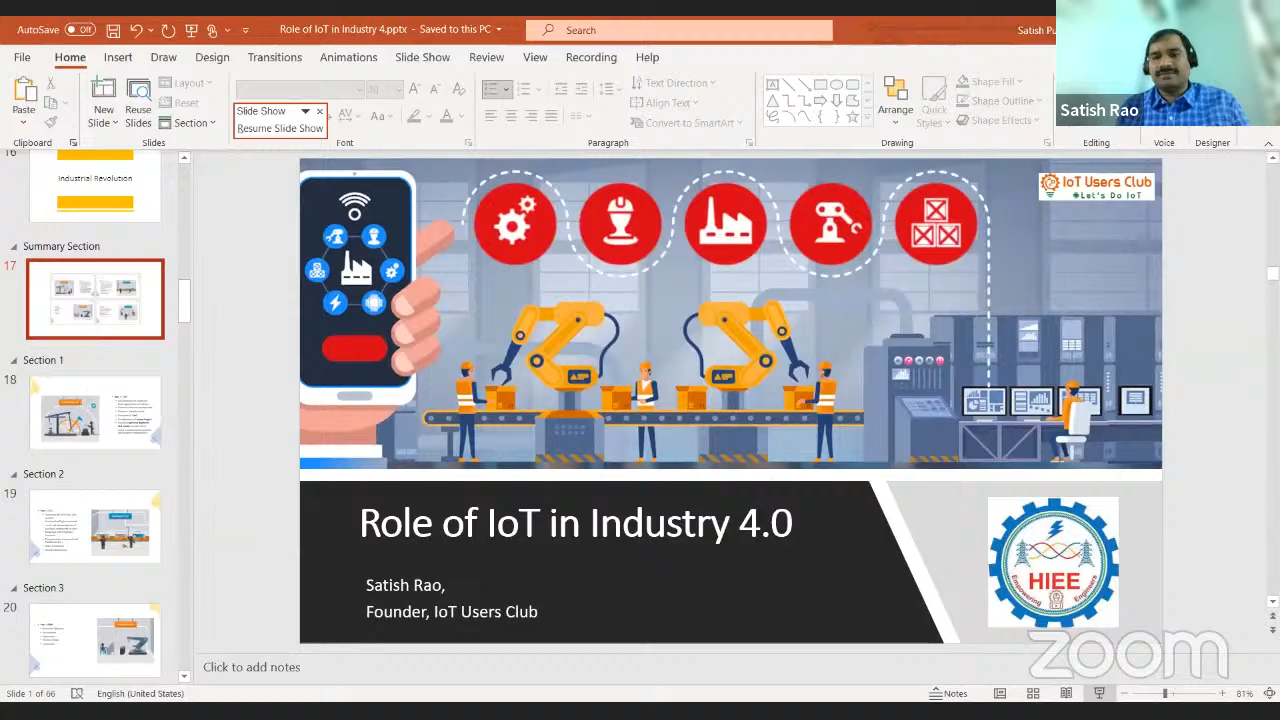 AutoSave Off Role of IoT in Industry 4.pptx - Saved to this PC Search Satish Pu
File Home Insert Draw Design Transitions Animations Slide Show Review View Recording Help
Paste
New
Slide
Reuse
Slides
Layout
Reset
Section
Slide Show
Resume Slide Show
Aa
A
Text Direction
Align Text
Convert to SmartArt
Arrange
Quick
Styles
Shape Fill
Shape Outline
Shape Effects
Clipboard Slides Font Paragraph Drawing Editing Voice Designer
Satish Rao
16
Industrial Revolution
Summary Section
17
Section 1
18
Section 2
19
Section 3
20
IoT Users Club
Let's Do IoT
Role of IoT in Industry 4.0
Satish Rao,
Founder, IoT Users Club
HIEE
Empowering Engineers
zoom
Click to add notes
Slide 1 of 66 English (United States) Notes 81%